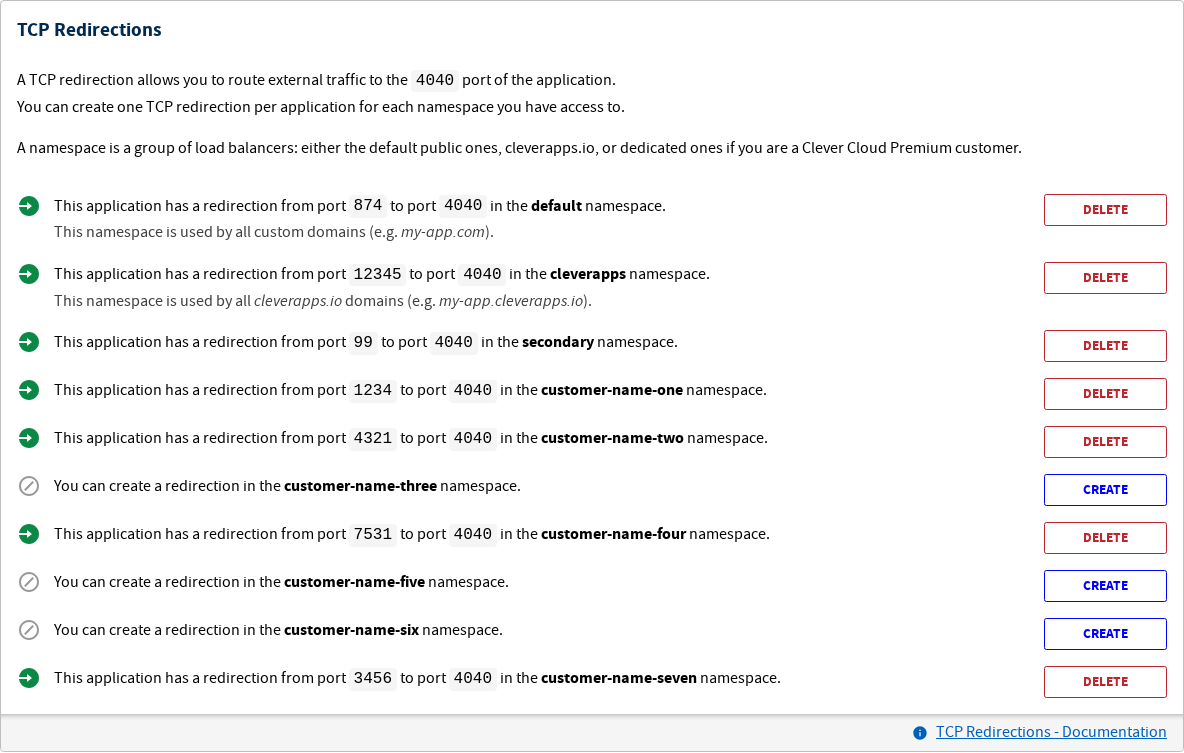 TCP Redirections
A TCP redirection allows you to route external traffic to the 4040 port of the application.
You can create one TCP redirection per application for each namespace you have access to.
A namespace is a group of load balancers: either the default public ones, cleverapps.io, or dedicated ones if you are a Clever Cloud Premium customer.
This application has a redirection from port 874 to port 4040 in the default namespace. DELETE
This namespace is used by all custom domains (e.g. my-app.com).
This application has a redirection from port 12345 to port 4040 in the cleverapps namespace. DELETE
This namespace is used by all cleverapps.io domains (e.g. my-app.cleverapps.io).
This application has a redirection from port 99 to port 4040 in the secondary namespace. DELETE
This application has a redirection from port 1234 to port 4040 in the customer-name-one namespace. DELETE
This application has a redirection from port 4321 to port 4040 in the customer-name-two namespace. DELETE
You can create a redirection in the customer-name-three namespace. CREATE
This application has a redirection from port 7531 to port 4040 in the customer-name-four namespace. DELETE
You can create a redirection in the customer-name-five namespace. CREATE
You can create a redirection in the customer-name-six namespace. CREATE
This application has a redirection from port 3456 to port 4040 in the customer-name-seven namespace. DELETE
TCP Redirections - Documentation